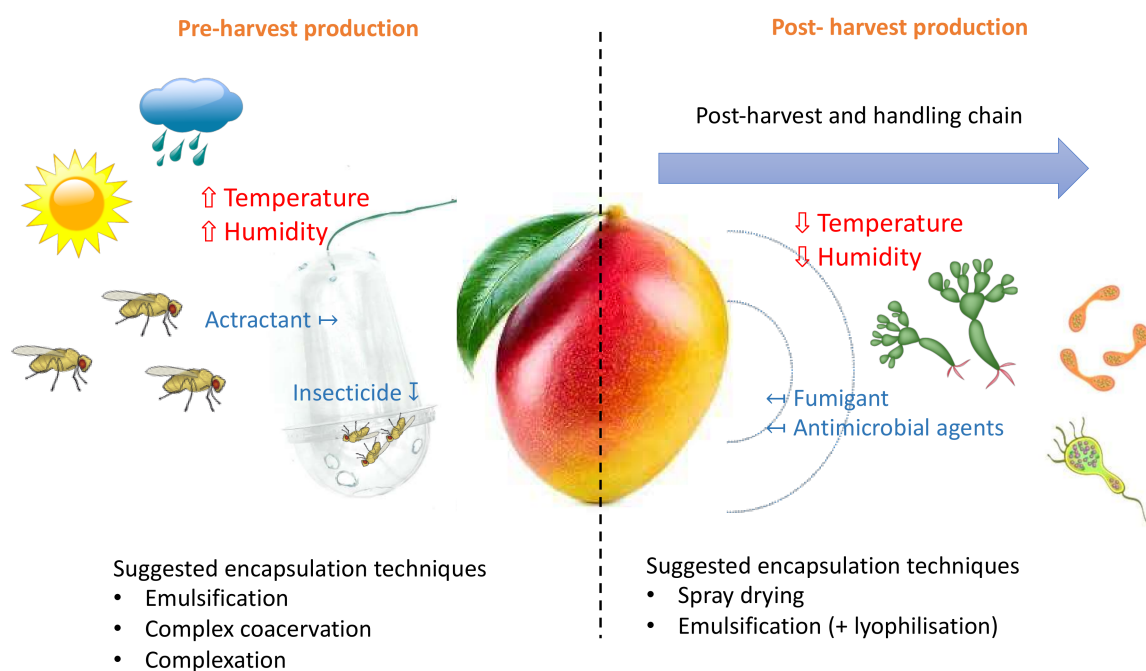 Pre-harvest production
⇧ Temperature
⇧ Humidity
Actractant ↦
Insecticide ↧
Suggested encapsulation techniques
• Emulsification
• Complex coacervation
• Complexation
Post- harvest production
Post-harvest and handling chain
⇩ Temperature
⇩ Humidity
↤ Fumigant
↤ Antimicrobial agents
Suggested encapsulation techniques
• Spray drying
• Emulsification (+ lyophilisation)